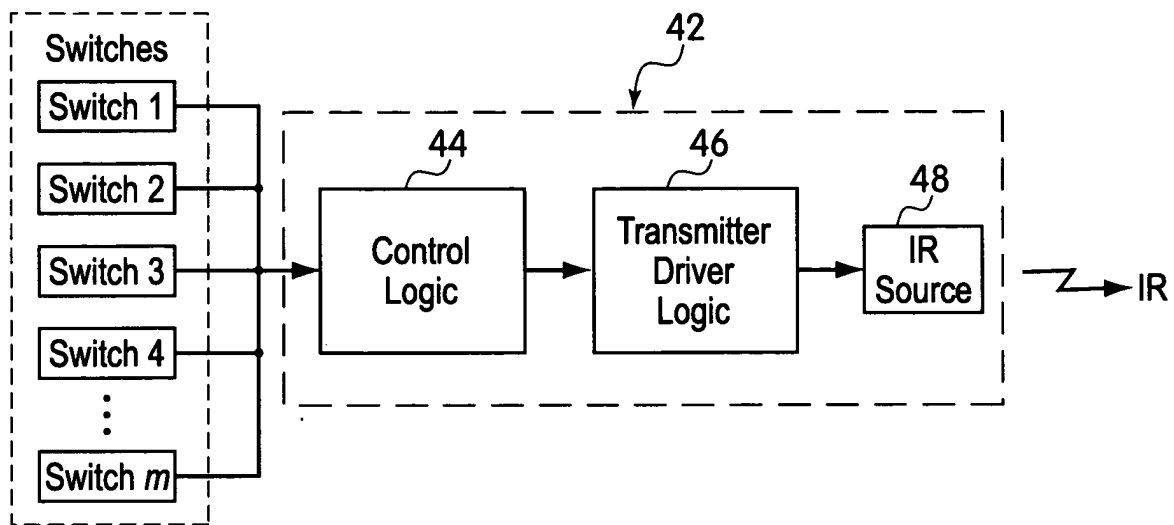 Switches
Switch 1
Switch 2
Switch 3
Switch 4
Switch m
42
44
Control
Logic
46
Transmitter
Driver
Logic
48
IR
Source
IR